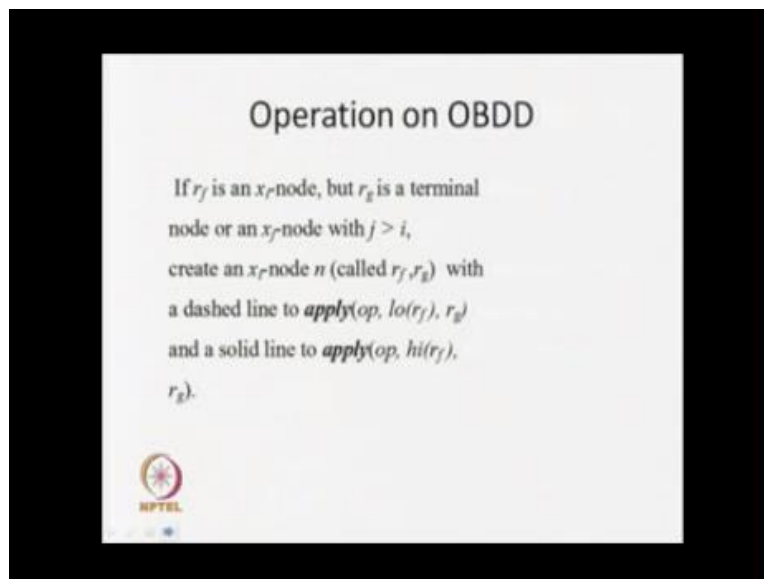 Operation on OBDD
If r_f is an x_i-node, but r_g is a terminal
node or an x_j-node with j > i,
create an x_i-node n (called r_f ,r_g) with
a dashed line to apply(op, lo(r_f), r_g)
and a solid line to apply(op, hi(r_f),
r_g).
NPTEL